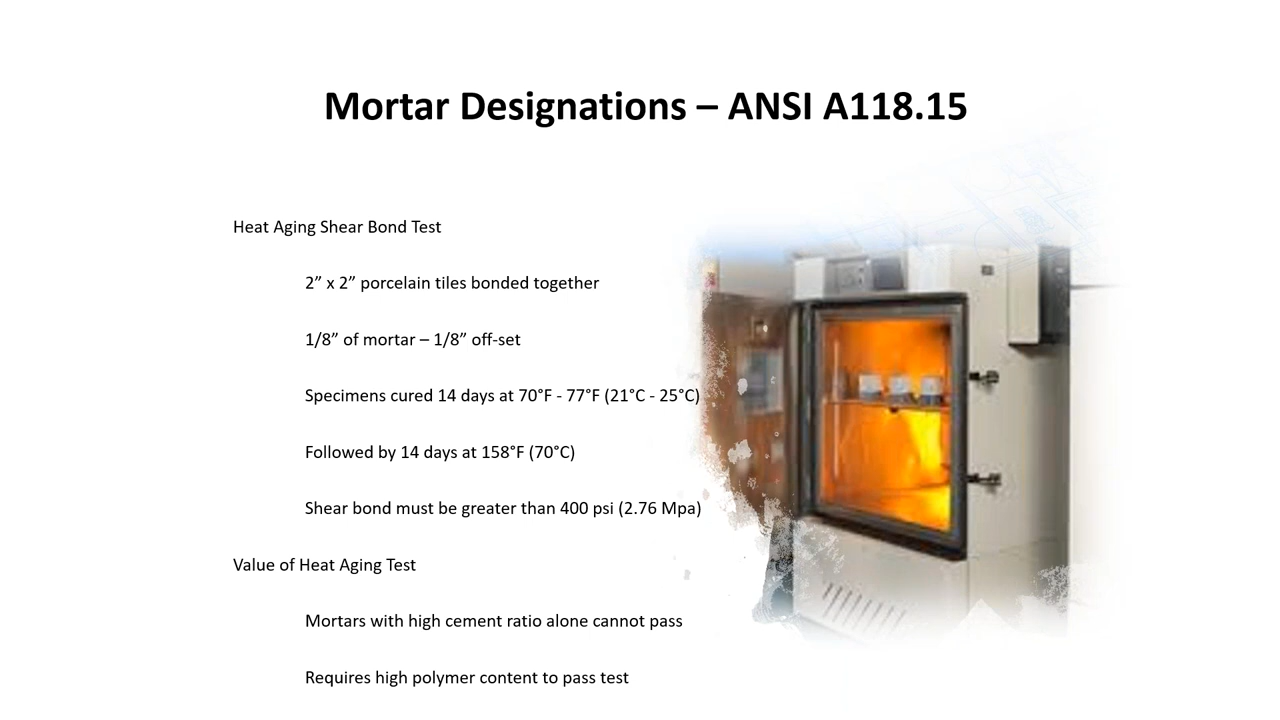 Mortar Designations – ANSI A118.15
Heat Aging Shear Bond Test
2” x 2” porcelain tiles bonded together
1/8” of mortar – 1/8” off-set
Specimens cured 14 days at 70°F - 77°F (21°C - 25°C)
Followed by 14 days at 158°F (70°C)
Shear bond must be greater than 400 psi (2.76 Mpa)
Value of Heat Aging Test
Mortars with high cement ratio alone cannot pass
Requires high polymer content to pass test